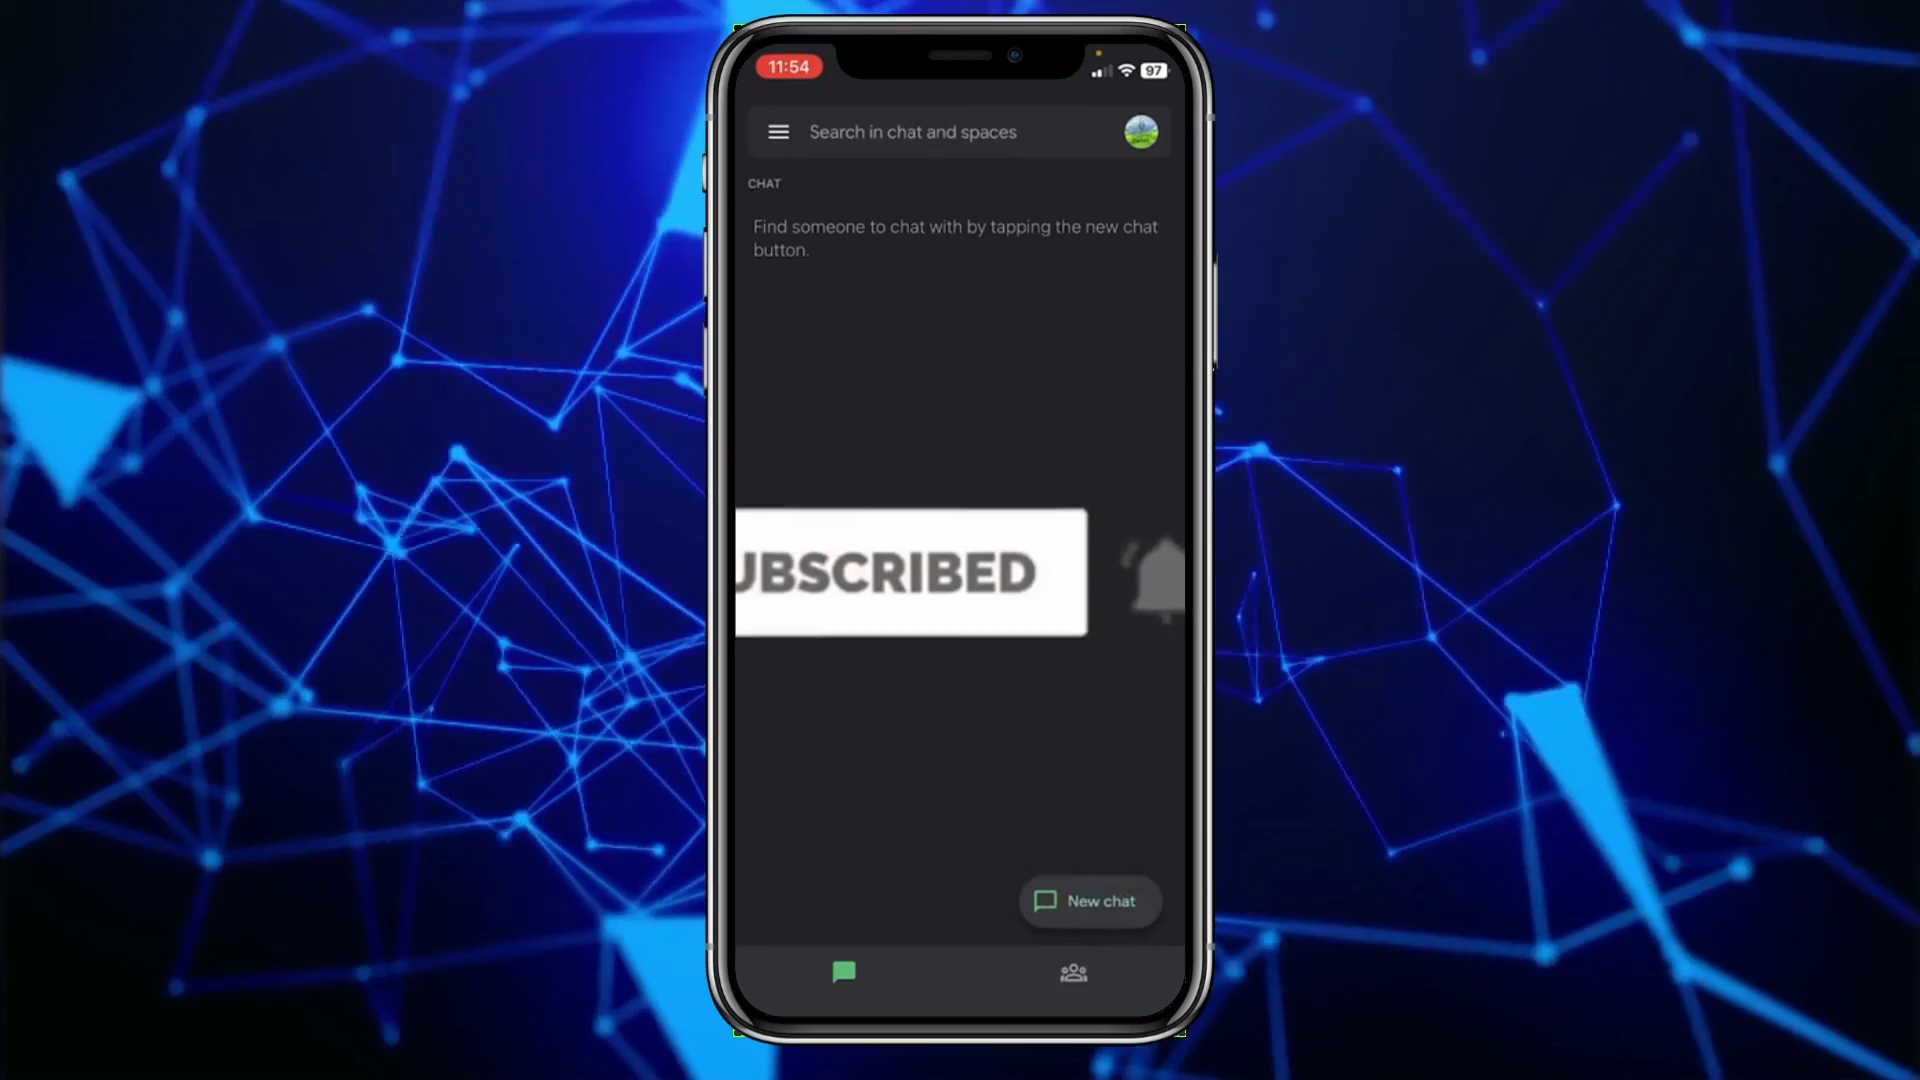 11:54
97
Search in chat and spaces
CHAT
Find someone to chat with by tapping the new chat
button.
UBSCRIBED
New chat